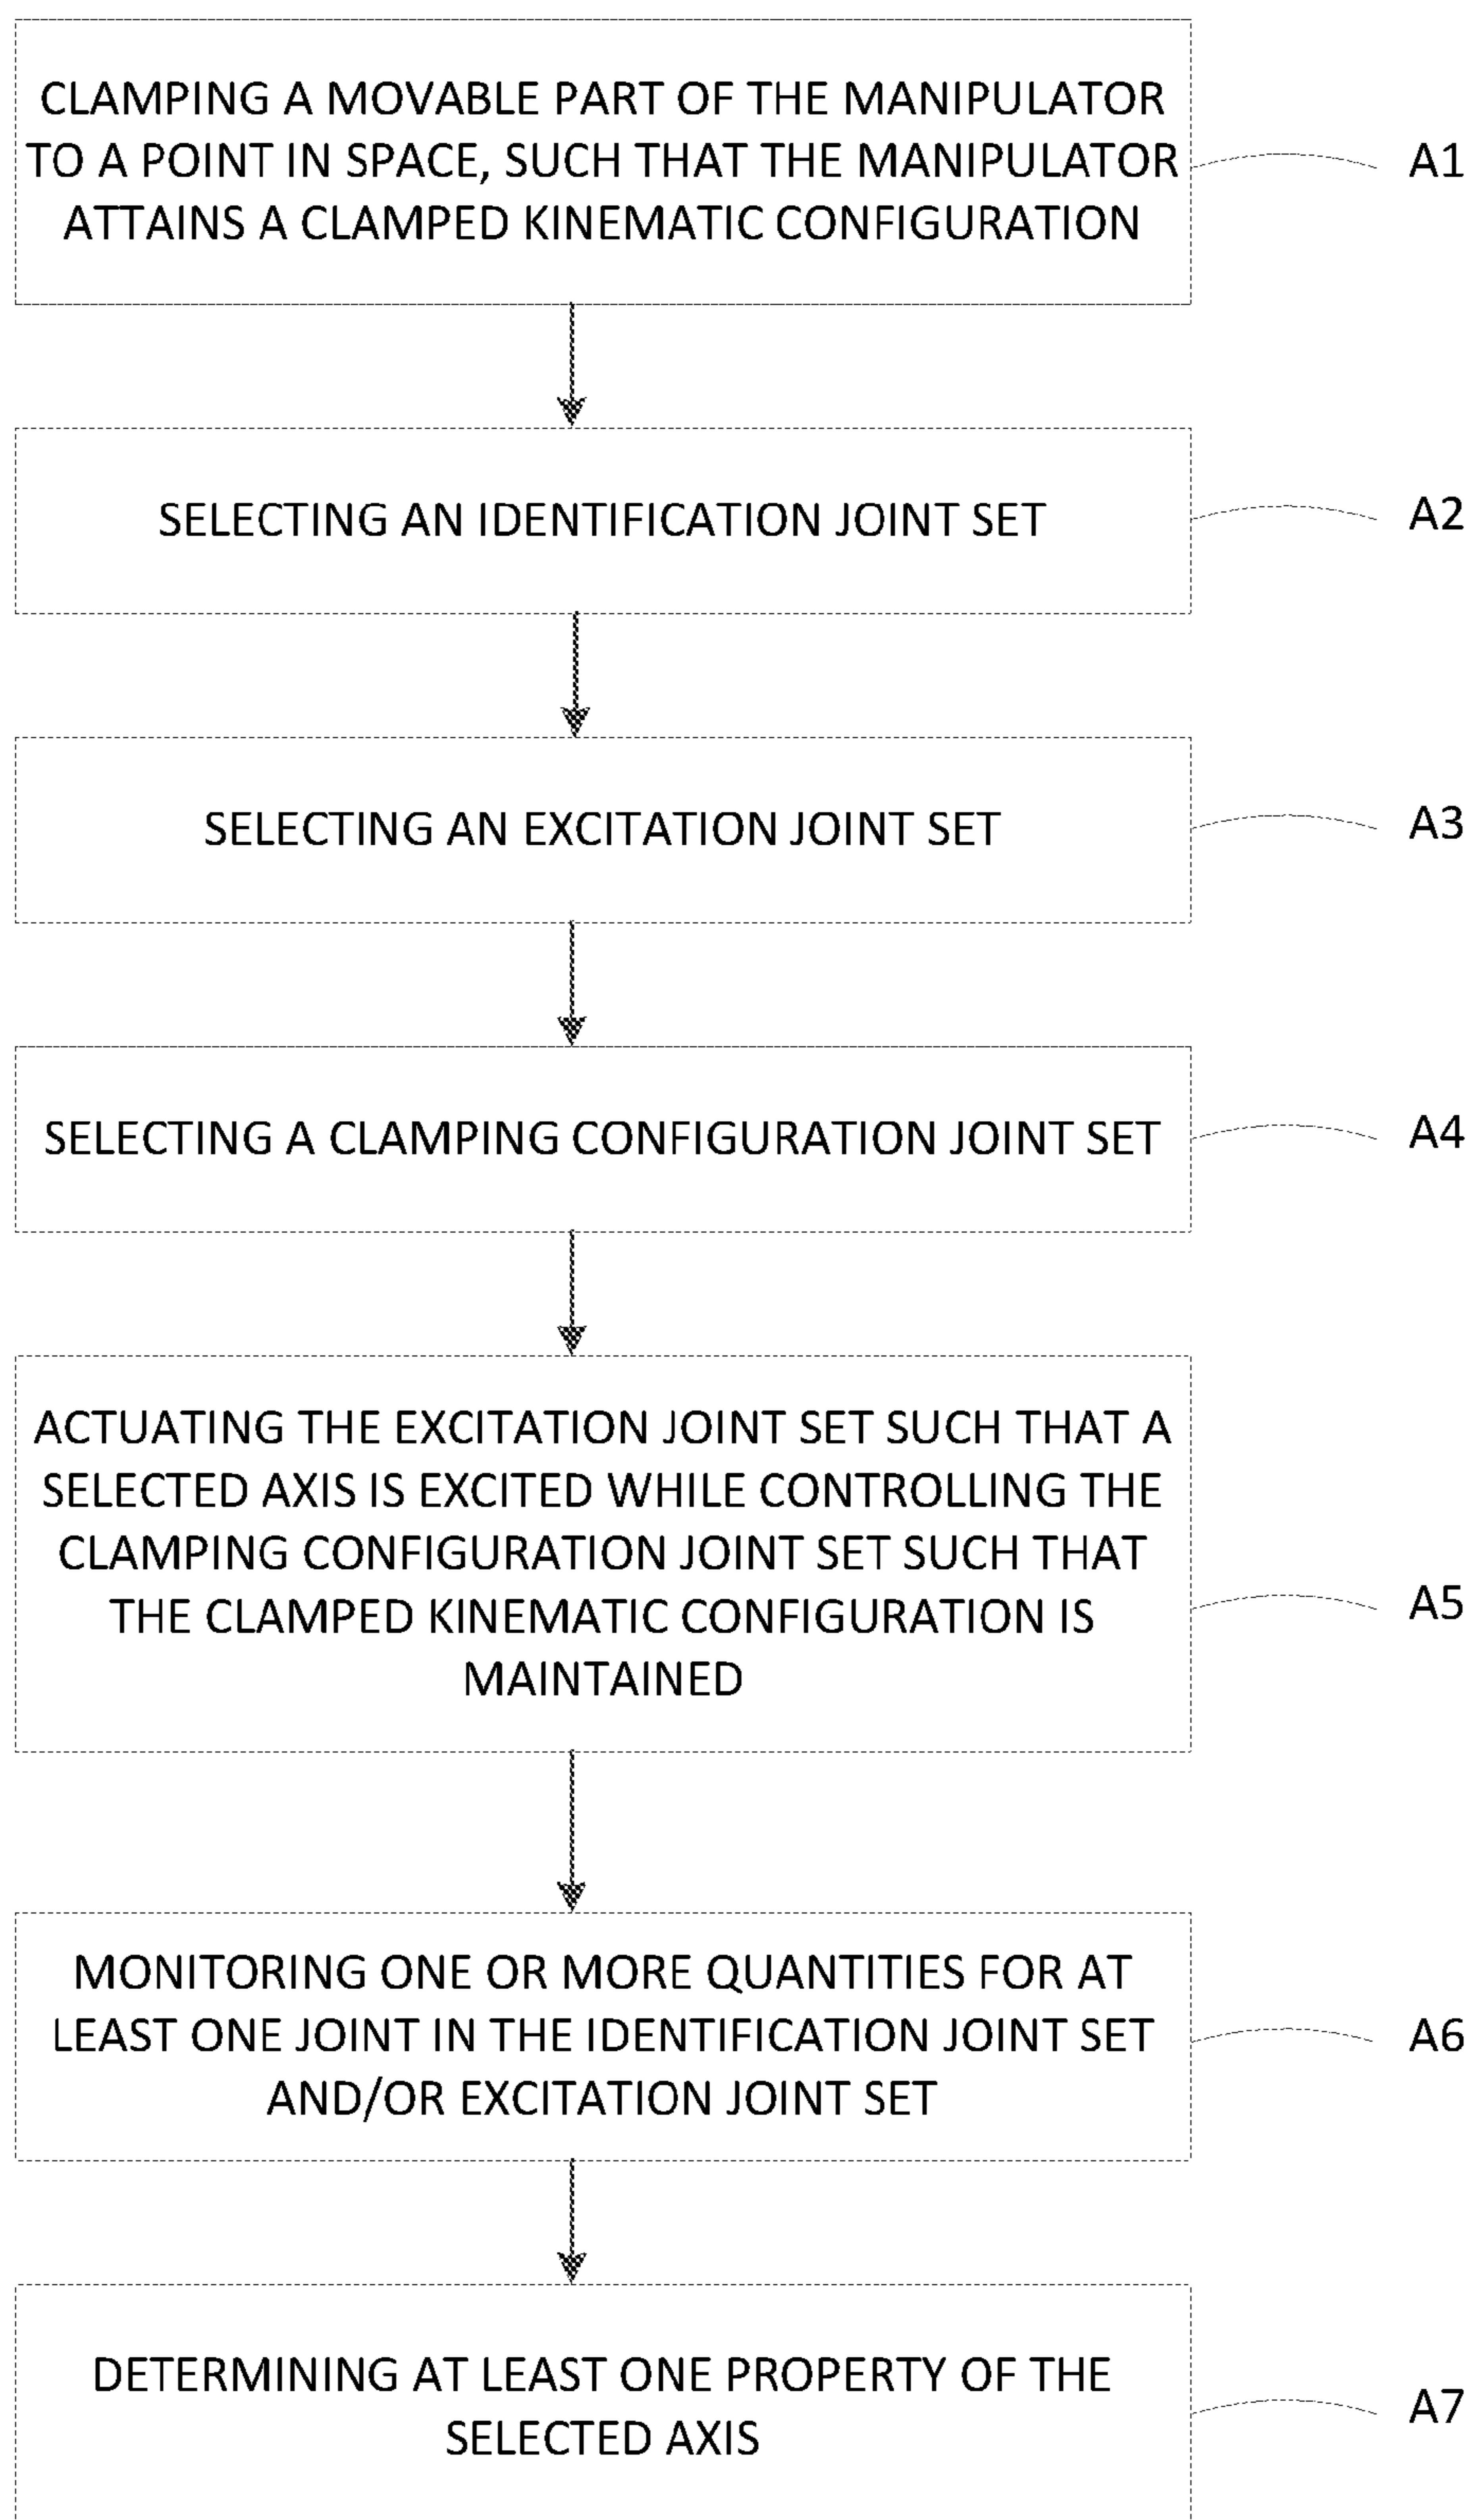 CLAMPING A MOVABLE PART OF THE MANIPULATOR
TO A POINT IN SPACE, SUCH THAT THE MANIPULATOR
ATTAINS A CLAMPED KINEMATIC CONFIGURATION
A1
SELECTING AN IDENTIFICATION JOINT SET
A2
SELECTING AN EXCITATION JOINT SET
A3
SELECTING A CLAMPING CONFIGURATION JOINT SET
A4
ACTUATING THE EXCITATION JOINT SET SUCH THAT A
SELECTED AXIS IS EXCITED WHILE CONTROLLING THE
CLAMPING CONFIGURATION JOINT SET SUCH THAT
THE CLAMPED KINEMATIC CONFIGURATION IS
MAINTAINED
A5
MONITORING ONE OR MORE QUANTITIES FOR AT
LEAST ONE JOINT IN THE IDENTIFICATION JOINT SET
AND/OR EXCITATION JOINT SET
A6
DETERMINING AT LEAST ONE PROPERTY OF THE
SELECTED AXIS
A7